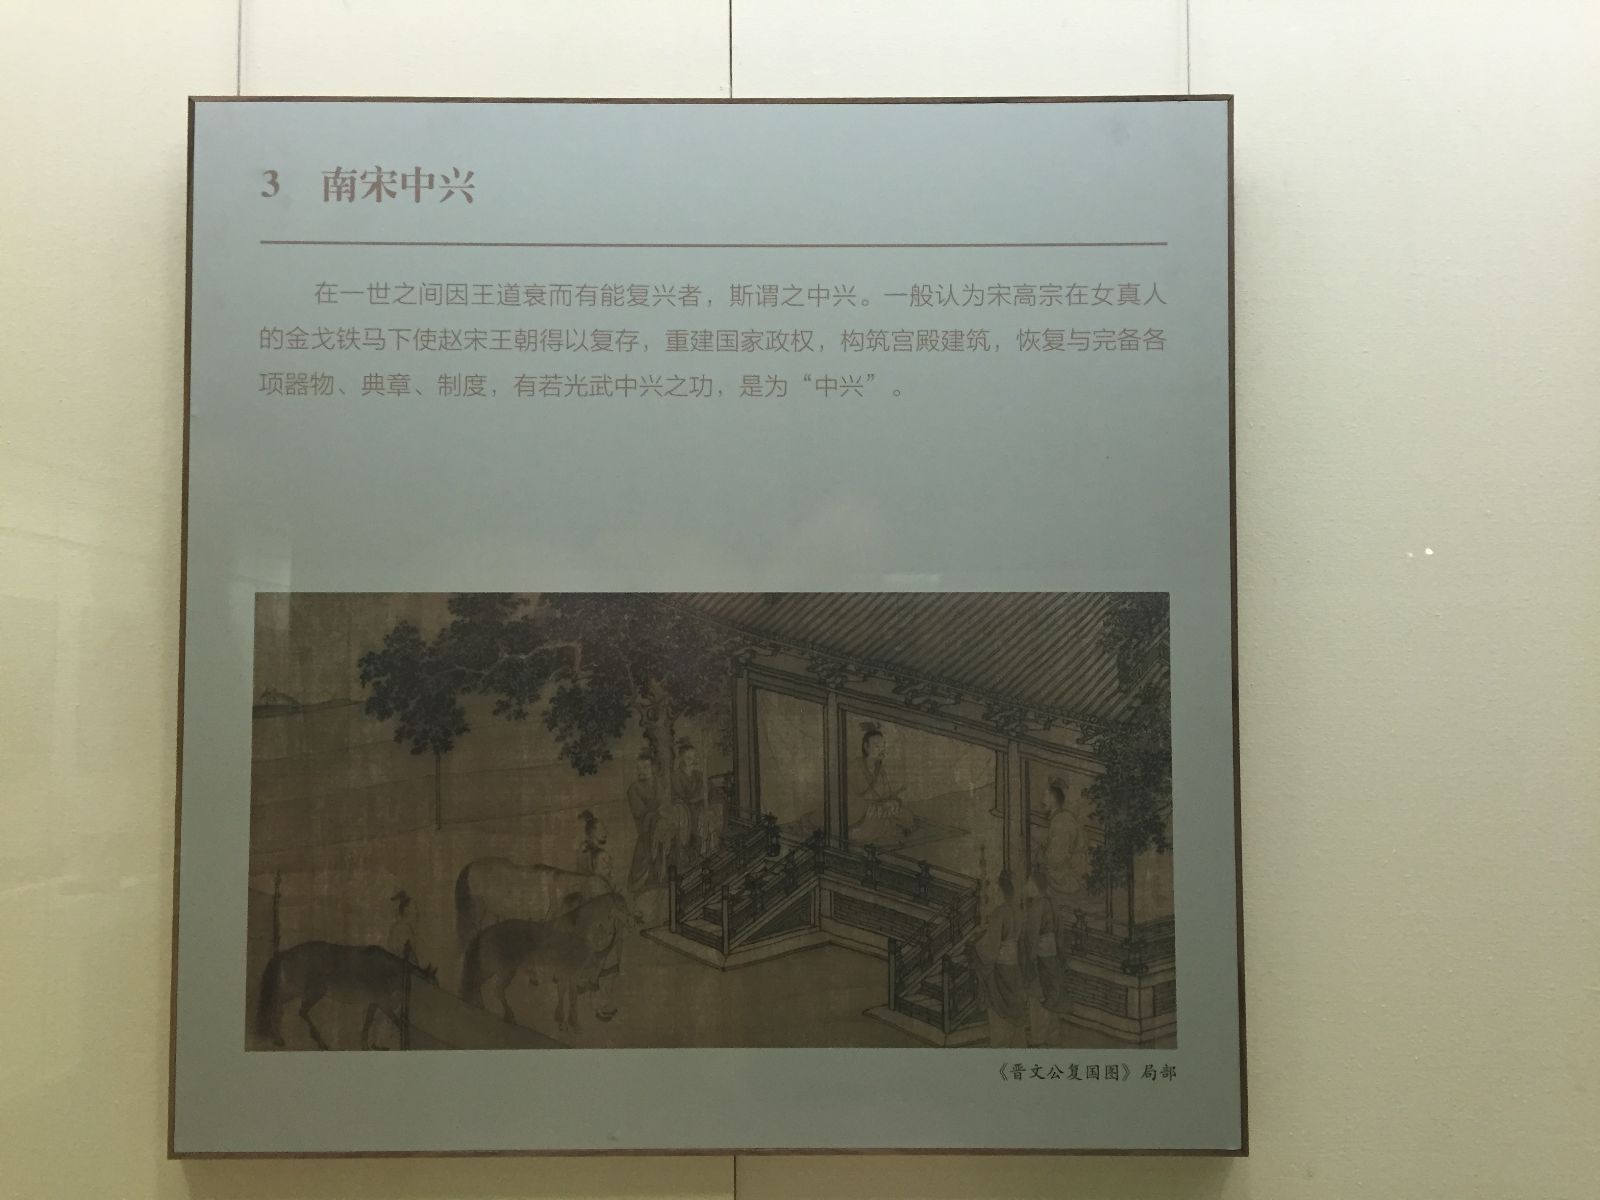 3 南宋中兴
在一世之间因王道衰而有能复兴者，斯谓之中兴。一般认为宋高宗在女真人
的金戈铁马下使赵宋王朝得以复存，重建国家政权，构筑宫殿建筑，恢复与完备各
项器物、典章、制度，有若光武中兴之功，是为“中兴”。
《晋文公复国图》局部